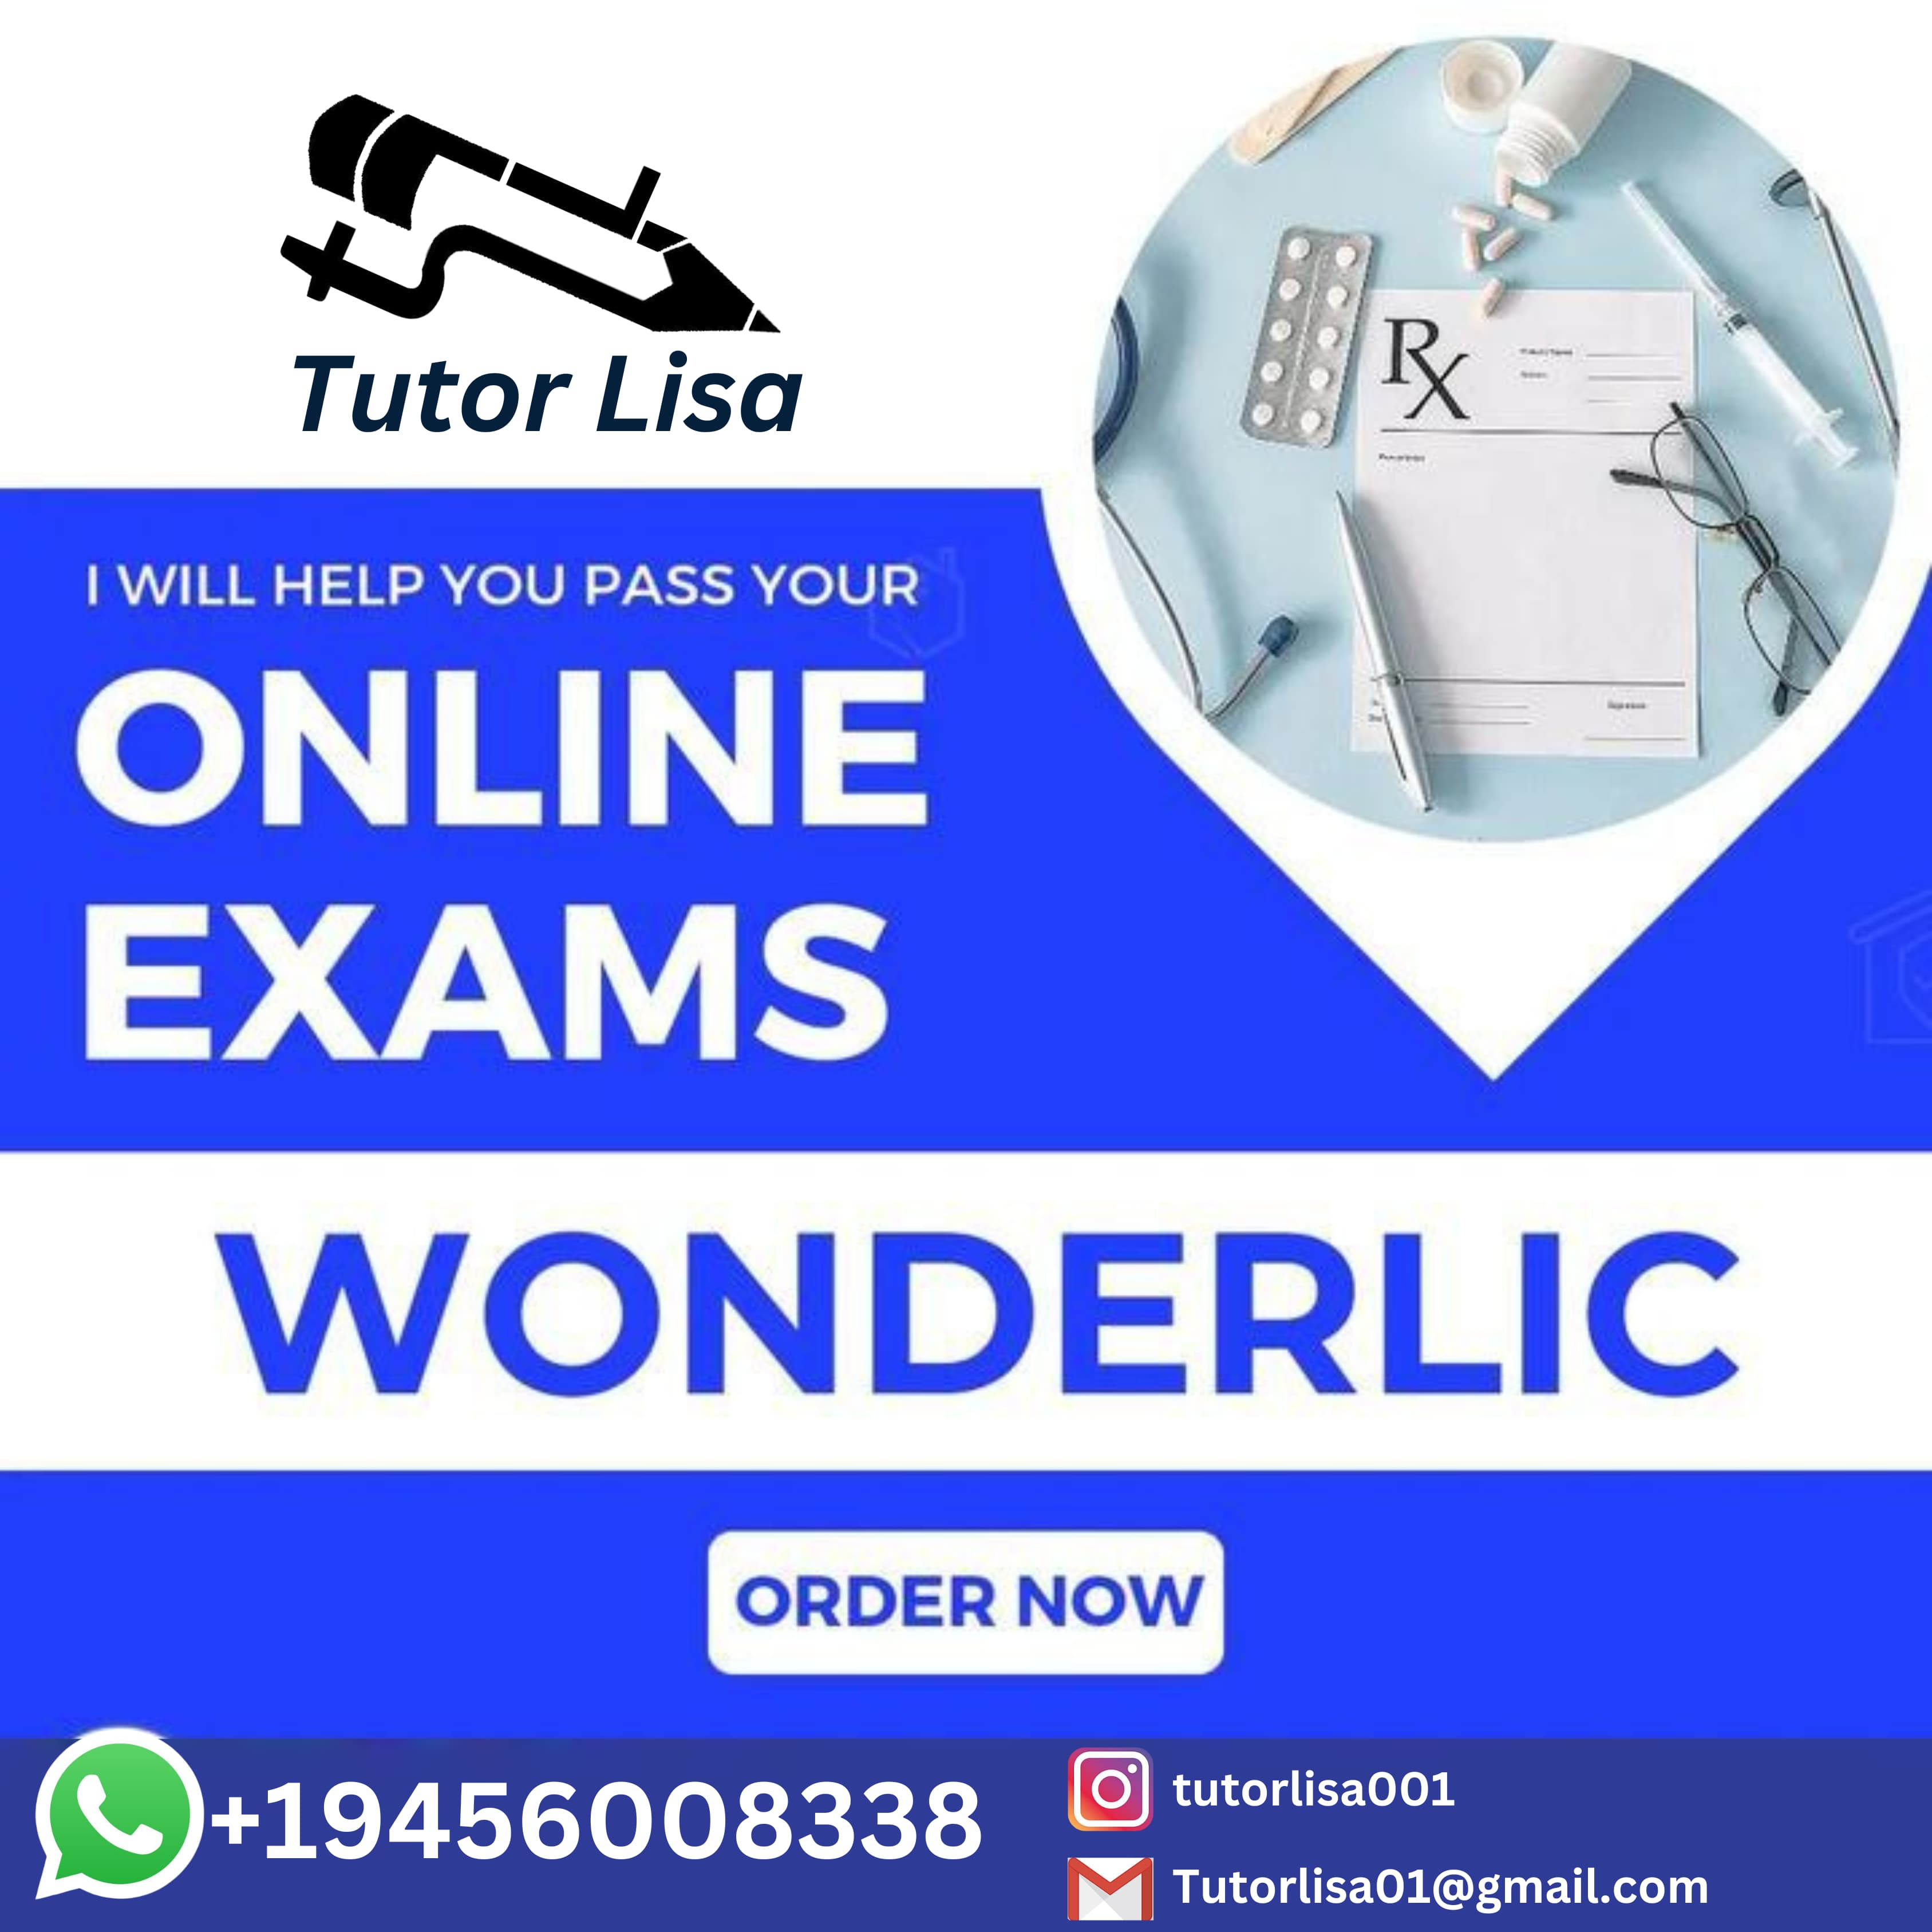 Tutor Lisa
Rx
I WILL HELP YOU PASS YOUR
ONLINE
EXAMS
WONDERLIC
ORDER NOW
+19456008338
tutorlisa001
Tutorlisa01@gmail.com